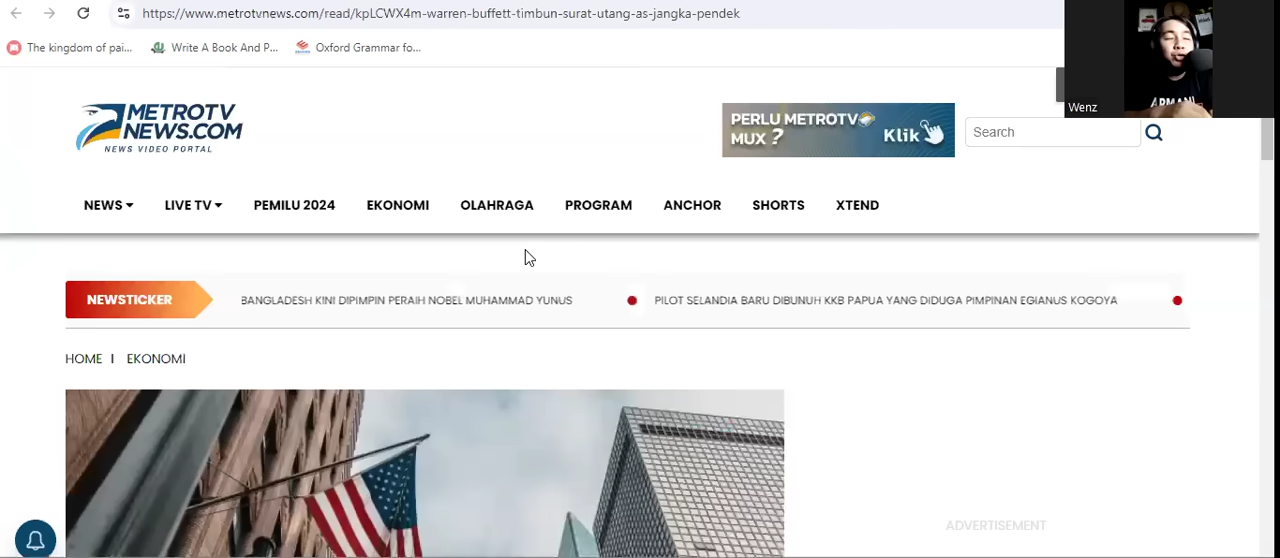 https://www.metrotvnews.com/read/kpLCWX4m-warren-buffett-timbun-surat-utang-as-jangka-pendek
The kingdom of pai... Write A Book And P... Oxford Grammar fo...
Wenz
ARMANI
METROTV
NEWS.COM
NEWS VIDEO PORTAL
PERLU METROTV
MUX ? Klik
Search
NEWS LIVE TV PEMILU 2024 EKONOMI OLAHRAGA PROGRAM ANCHOR SHORTS XTEND
NEWSTICKER BANGLADESH KINI DIPIMPIN PERAIH NOBEL MUHAMMAD YUNUS PILOT SELANDIA BARU DIBUNUH KKB PAPUA YANG DIDUGA PIMPINAN EGIANUS KOGOYA
HOME I EKONOMI
ADVERTISEMENT